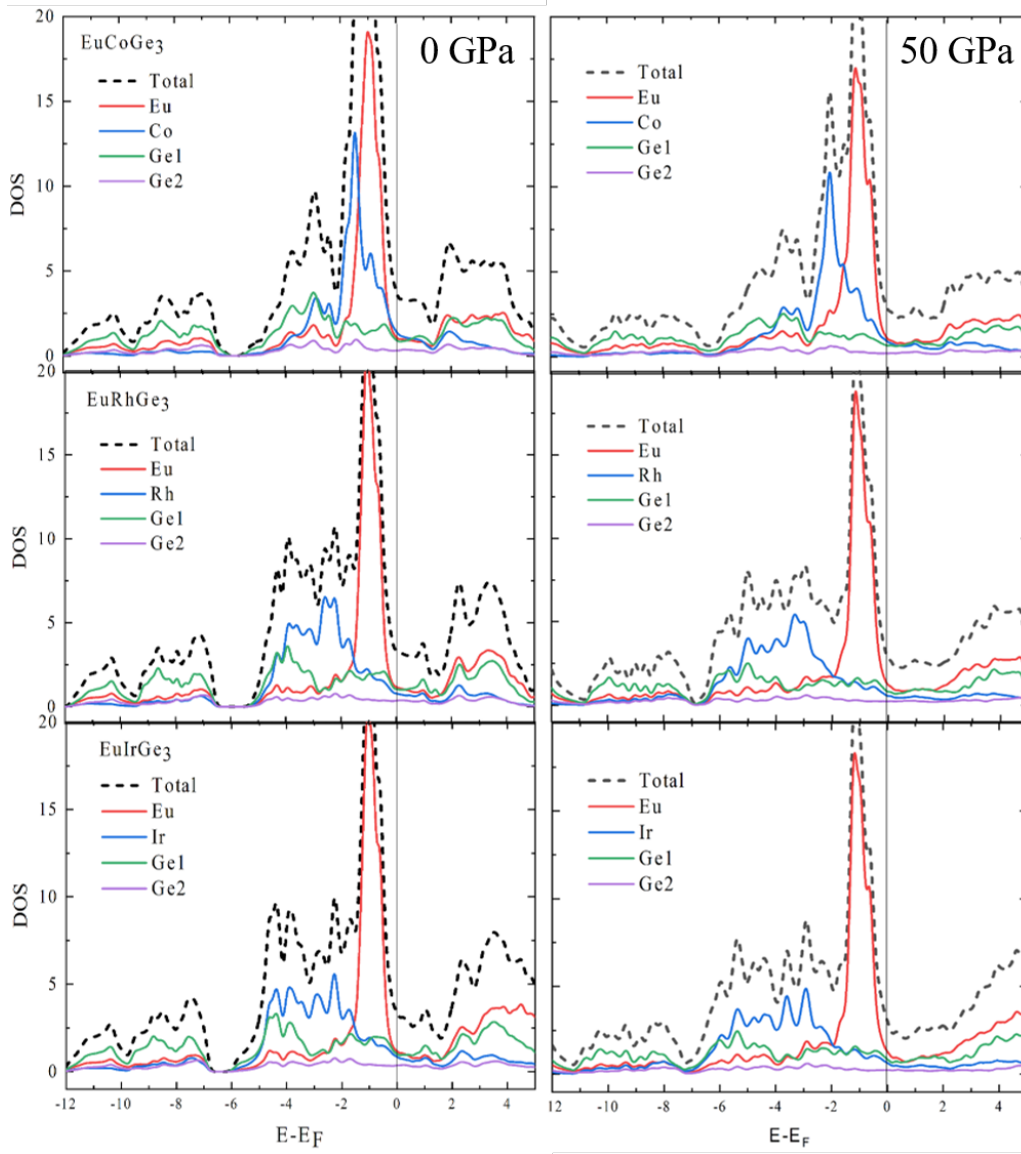 EuCoGe3
0 GPa
Total
Eu
Co
Ge1
Ge2
DOS
20
15
10
5
0
50 GPa
Total
Eu
Co
Ge1
Ge2
EuRhGe3
Total
Eu
Rh
Ge1
Ge2
DOS
20
15
10
5
0
Total
Eu
Rh
Ge1
Ge2
EuIrGe3
Total
Eu
Ir
Ge1
Ge2
DOS
20
15
10
5
0
-12 -10 -8 -6 -4 -2 0 2 4
E-EF
Total
Eu
Ir
Ge1
Ge2
-12 -10 -8 -6 -4 -2 0 2 4
E-EF